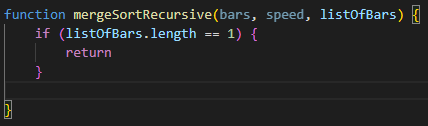 function mergeSortRecursive(bars, speed, listOfBars) {
    if (listOfBars.length == 1) {
        return
    }
}